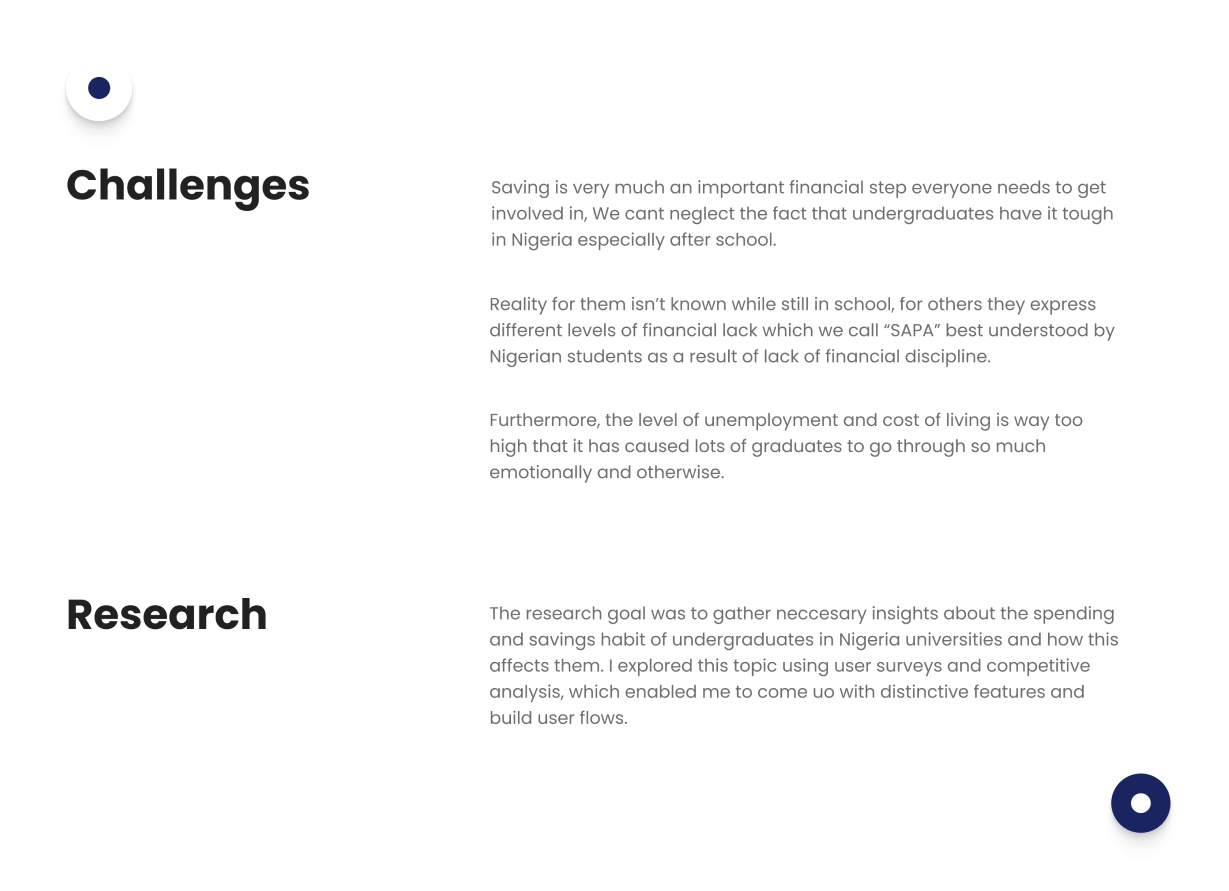 Challenges
Saving is very much an important financial step everyone needs to get
involved in, We cant neglect the fact that undergraduates have it tough
in Nigeria especially after school.
Reality for them isn’t known while still in school, for others they express
different levels of financial lack which we call “SAPA” best understood by
Nigerian students as a result of lack of financial discipline.
Furthermore, the level of unemployment and cost of living is way too
high that it has caused lots of graduates to go through so much
emotionally and otherwise.
Research
The research goal was to gather neccesary insights about the spending
and savings habit of undergraduates in Nigeria universities and how this
affects them. I explored this topic using user surveys and competitive
analysis, which enabled me to come uo with distinctive features and
build user flows.